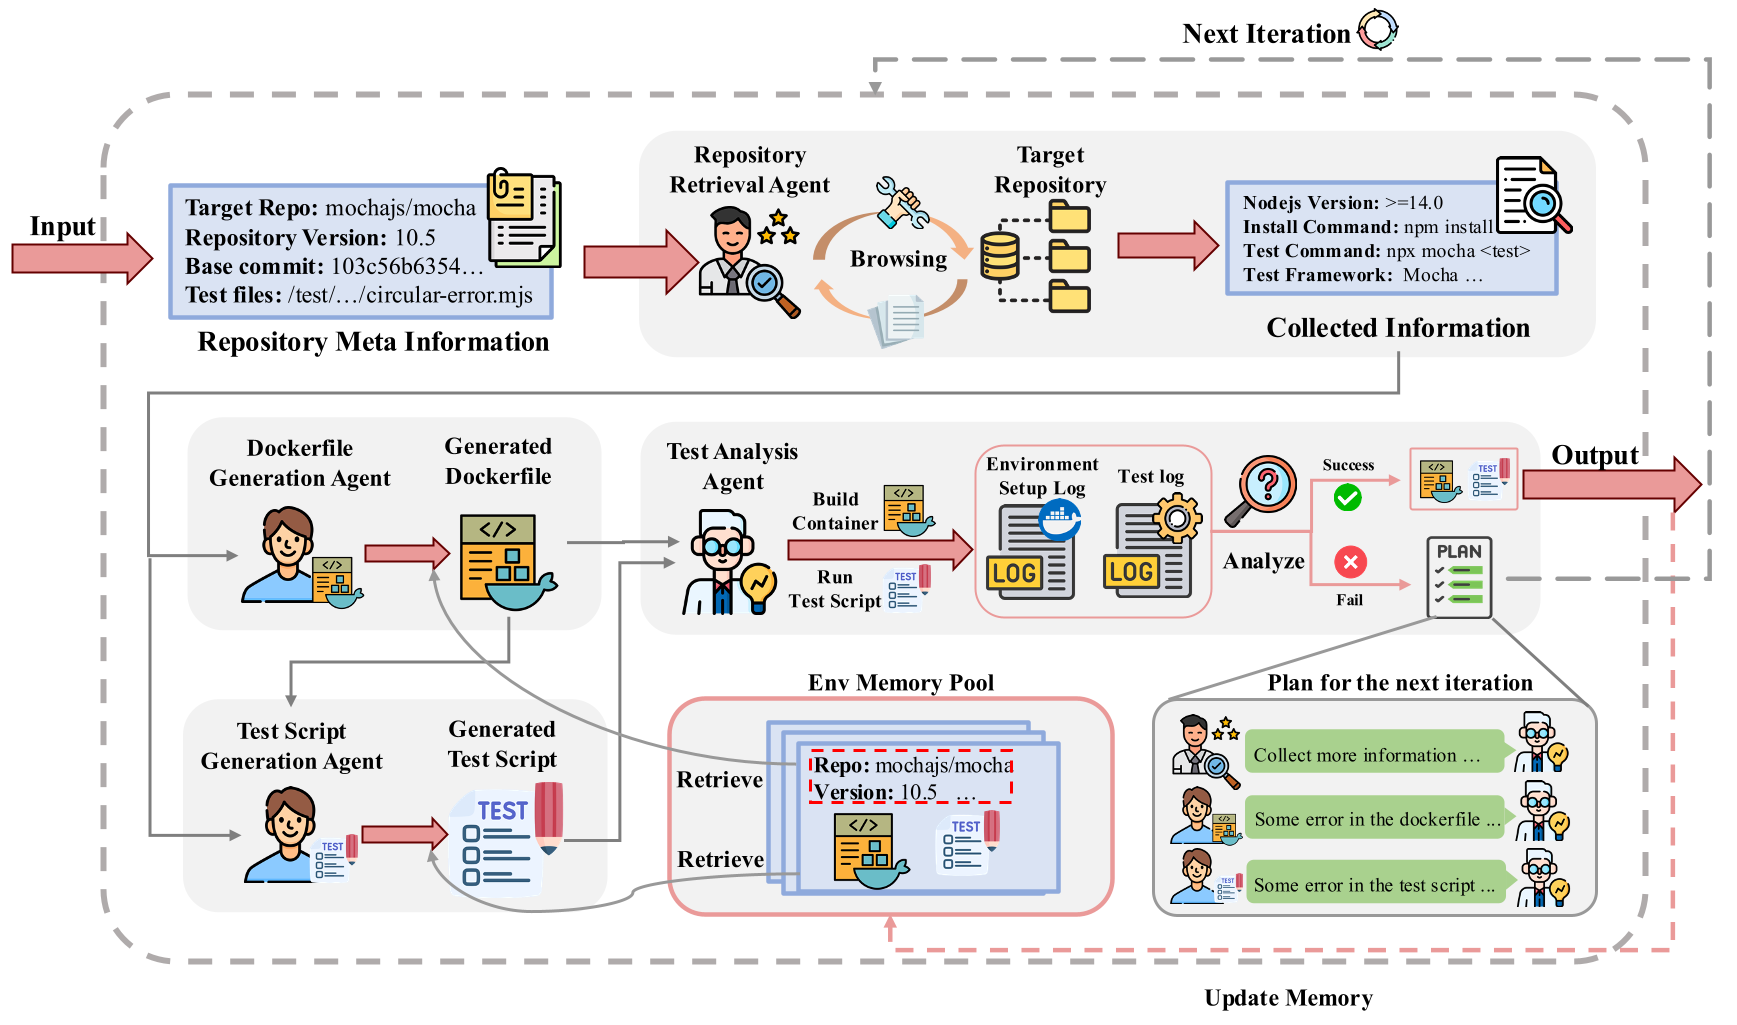 Next Iteration
Input
Target Repo: mochajs/mocha
Repository Version: 10.5
Base commit: 103c56b6354…
Test files: /test/…/circular-error.mjs
Repository Meta Information
Repository
Retrieval Agent
Browsing
Target
Repository
Nodejs Version: >=14.0
Install Command: npm install
Test Command: npx mocha <test>
Test Framework: Mocha …
Collected Information
Dockerfile
Generation Agent
Generated
Dockerfile
</>
</>
Test Analysis
Agent
Build
Container
</>
Run
Test Script
TEST
Environment
Setup Log
LOG
Test log
LOG
Analyze
Success
Fail
</>
TEST
PLAN
Output
Test Script
Generation Agent
TEST
Generated
Test Script
TEST
Env Memory Pool
Retrieve
Retrieve
Repo: mochajs/mocha
Version: 10.5 …
</>
TEST
Plan for the next iteration
Collect more information …
Some error in the dockerfile ...
</>
Some error in the test script ...
TEST
Update Memory